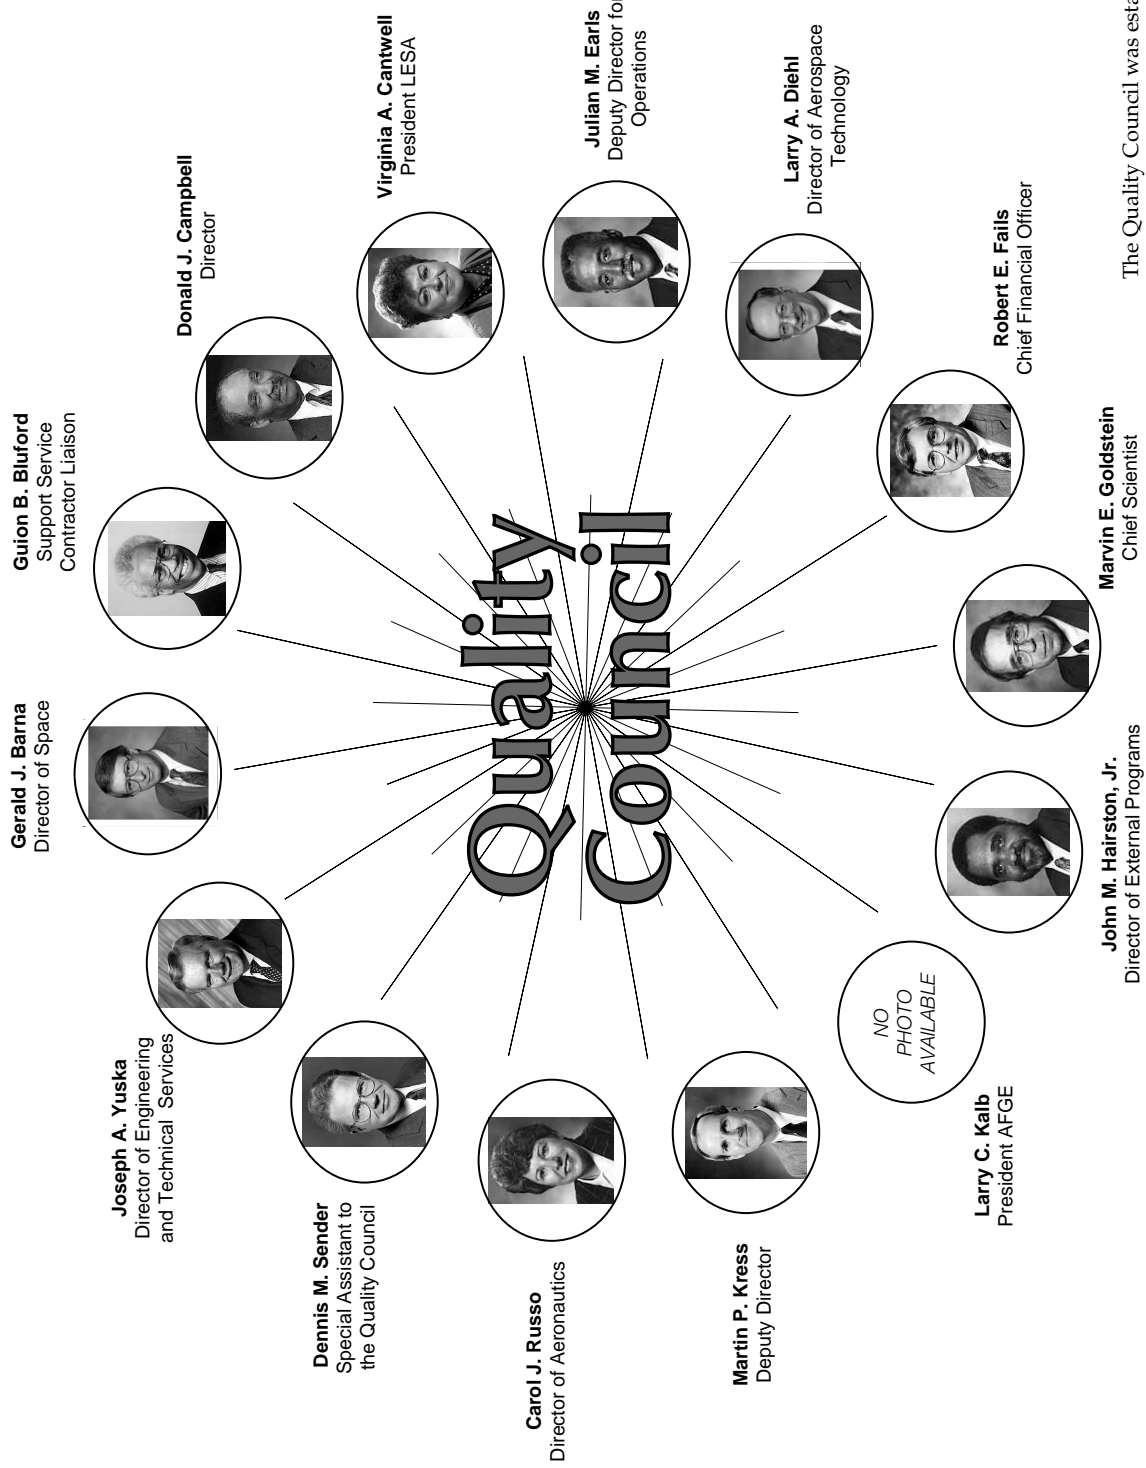 Gerald J. Barna
Director of Space
Guion B. Bluford
Support Service
Contractor Liaison
Joseph A. Yuska
Director of Engineering
and Technical Services
Donald J. Campbell
Director
Dennis M. Sender
Special Assistant to
the Quality Council
Virginia A. Cantwell
President LESA
Quality
Council
Carol J. Russo
Director of Aeronautics
Julian M. Earls
Deputy Director for
Operations
Martin P. Kress
Deputy Director
Larry A. Diehl
Director of Aerospace
Technology
NO
PHOTO
AVAILABLE
Larry C. Kalb
President AFGE
Robert E. Fails
Chief Financial Officer
John M. Hairston, Jr.
Director of External Programs
Marvin E. Goldstein
Chief Scientist
The Quality Council was esta